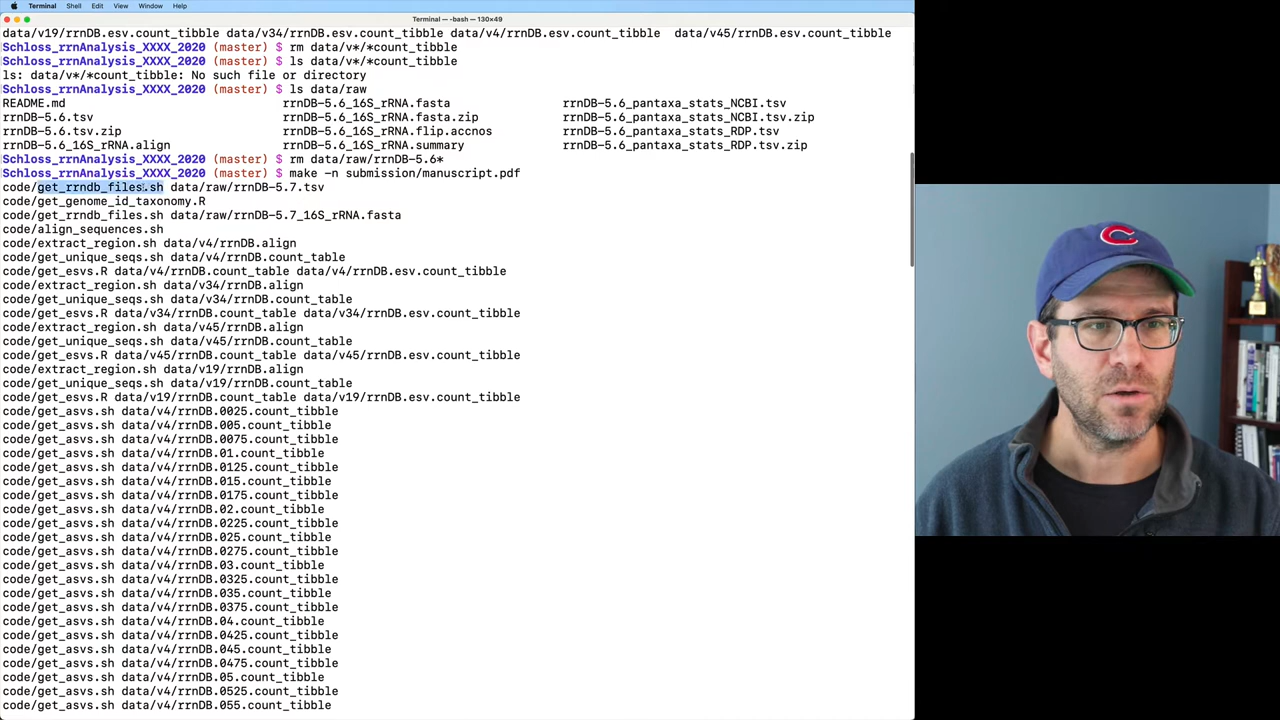 Terminal Shell Edit View Window Help
Terminal — -bash — 130×49
data/v19/rrnDB.esv.count_tibble data/v34/rrnDB.esv.count_tibble data/v4/rrnDB.esv.count_tibble  data/v45/rrnDB.esv.count_tibble
Schloss_rrnAnalysis_XXXX_2020 (master) $ rm data/v*/*count_tibble
Schloss_rrnAnalysis_XXXX_2020 (master) $ ls data/v*/*count_tibble
ls: data/v*/*count_tibble: No such file or directory
Schloss_rrnAnalysis_XXXX_2020 (master) $ ls data/raw
README.md rrnDB-5.6_16S_rRNA.fasta rrnDB-5.6_pantaxa_stats_NCBI.tsv
rrnDB-5.6.tsv rrnDB-5.6_16S_rRNA.fasta.zip rrnDB-5.6_pantaxa_stats_NCBI.tsv.zip
rrnDB-5.6.tsv.zip rrnDB-5.6_16S_rRNA.flip.accnos rrnDB-5.6_pantaxa_stats_RDP.tsv
rrnDB-5.6_16S_rRNA.align rrnDB-5.6_16S_rRNA.summary rrnDB-5.6_pantaxa_stats_RDP.tsv.zip
Schloss_rrnAnalysis_XXXX_2020 (master) $ rm data/raw/rrnDB-5.6*
Schloss_rrnAnalysis_XXXX_2020 (master) $ make -n submission/manuscript.pdf
code/get_rrndb_files.sh data/raw/rrnDB-5.7.tsv
code/get_genome_id_taxonomy.R
code/get_rrndb_files.sh data/raw/rrnDB-5.7_16S_rRNA.fasta
code/align_sequences.sh
code/extract_region.sh data/v4/rrnDB.align
code/get_unique_seqs.sh data/v4/rrnDB.count_table
code/get_esvs.R data/v4/rrnDB.count_table data/v4/rrnDB.esv.count_tibble
code/extract_region.sh data/v34/rrnDB.align
code/get_unique_seqs.sh data/v34/rrnDB.count_table
code/get_esvs.R data/v34/rrnDB.count_table data/v34/rrnDB.esv.count_tibble
code/extract_region.sh data/v45/rrnDB.align
code/get_unique_seqs.sh data/v45/rrnDB.count_table
code/get_esvs.R data/v45/rrnDB.count_table data/v45/rrnDB.esv.count_tibble
code/extract_region.sh data/v19/rrnDB.align
code/get_unique_seqs.sh data/v19/rrnDB.count_table
code/get_esvs.R data/v19/rrnDB.count_table data/v19/rrnDB.esv.count_tibble
code/get_asvs.sh data/v4/rrnDB.0025.count_tibble
code/get_asvs.sh data/v4/rrnDB.005.count_tibble
code/get_asvs.sh data/v4/rrnDB.0075.count_tibble
code/get_asvs.sh data/v4/rrnDB.01.count_tibble
code/get_asvs.sh data/v4/rrnDB.0125.count_tibble
code/get_asvs.sh data/v4/rrnDB.015.count_tibble
code/get_asvs.sh data/v4/rrnDB.0175.count_tibble
code/get_asvs.sh data/v4/rrnDB.02.count_tibble
code/get_asvs.sh data/v4/rrnDB.0225.count_tibble
code/get_asvs.sh data/v4/rrnDB.025.count_tibble
code/get_asvs.sh data/v4/rrnDB.0275.count_tibble
code/get_asvs.sh data/v4/rrnDB.03.count_tibble
code/get_asvs.sh data/v4/rrnDB.0325.count_tibble
code/get_asvs.sh data/v4/rrnDB.035.count_tibble
code/get_asvs.sh data/v4/rrnDB.0375.count_tibble
code/get_asvs.sh data/v4/rrnDB.04.count_tibble
code/get_asvs.sh data/v4/rrnDB.0425.count_tibble
code/get_asvs.sh data/v4/rrnDB.045.count_tibble
code/get_asvs.sh data/v4/rrnDB.0475.count_tibble
code/get_asvs.sh data/v4/rrnDB.05.count_tibble
code/get_asvs.sh data/v4/rrnDB.0525.count_tibble
code/get_asvs.sh data/v4/rrnDB.055.count_tibble
C